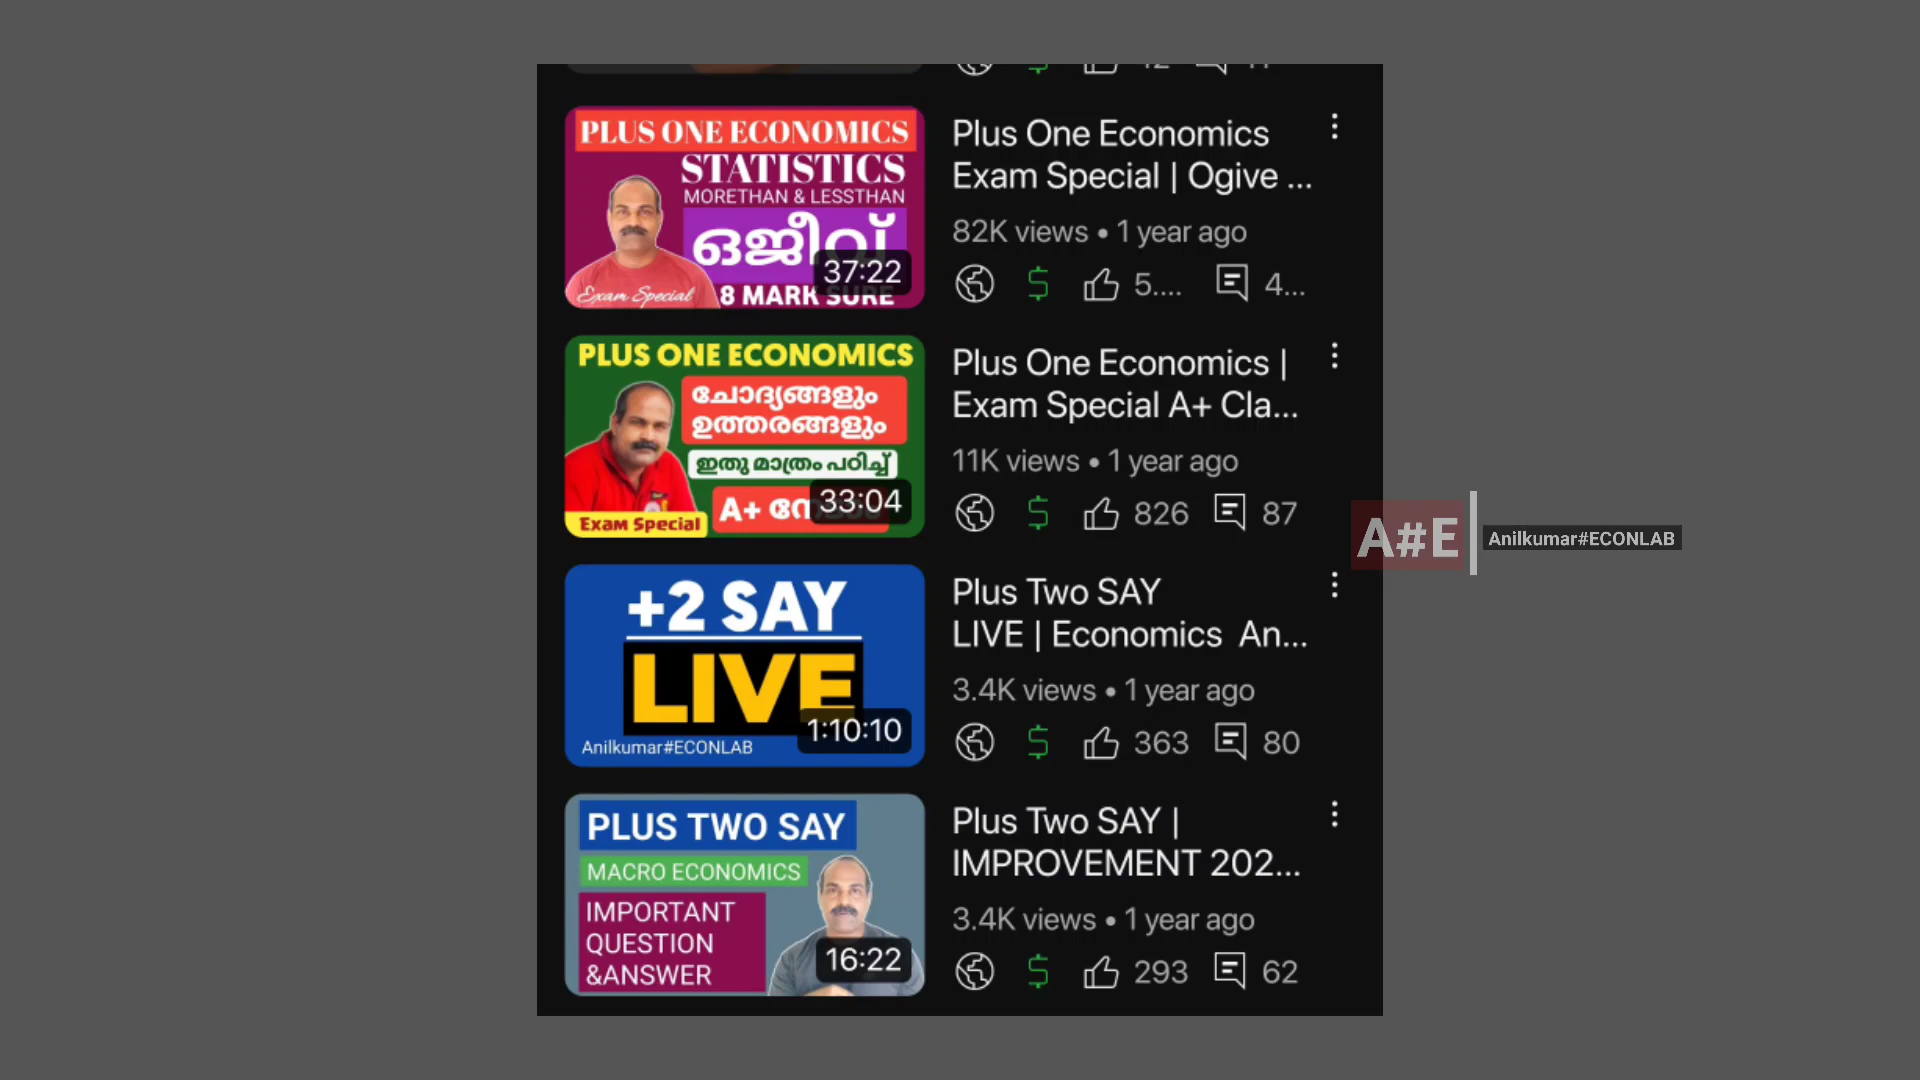 PLUS ONE ECONOMICS
STATISTICS
MORETHAN & LESSTHAN
ഒജീവ്
37:22
Exam Special
8 MARK SURE
Plus One Economics
Exam Special | Ogive ...
82K views • 1 year ago
5.... 4...
PLUS ONE ECONOMICS
ചോദ്യങ്ങളും
ഉത്തരങ്ങളും
ഇതു മാത്രം പഠിച്ച്
A+
33:04
Exam Special
Plus One Economics |
Exam Special A+ Cla...
11K views • 1 year ago
826 87
A#E
Anilkumar#ECONLAB
+2 SAY
LIVE
1:10:10
Anilkumar#ECONLAB
Plus Two SAY
LIVE | Economics An...
3.4K views • 1 year ago
363 80
PLUS TWO SAY
MACRO ECONOMICS
IMPORTANT
QUESTION
&ANSWER
16:22
Plus Two SAY |
IMPROVEMENT 202...
3.4K views • 1 year ago
293 62